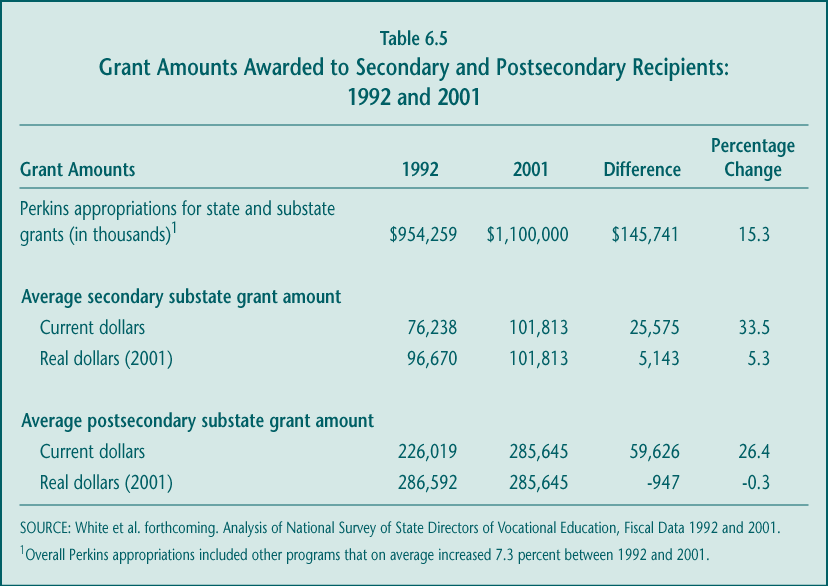 Table 6.5
Grant Amounts Awarded to Secondary and Postsecondary Recipients:
1992 and 2001
Percentage
Grant Amounts 1992 2001 Difference Change
Perkins appropriations for state and substate
grants (in thousands)1 $954,259 $1,100,000 $145,741 15.3
Average secondary substate grant amount
Current dollars 76,238 101,813 25,575 33.5
Real dollars (2001) 96,670 101,813 5,143 5.3
Average postsecondary substate grant amount
Current dollars 226,019 285,645 59,626 26.4
Real dollars (2001) 286,592 285,645 -947 -0.3
SOURCE: White et al. forthcoming. Analysis of National Survey of State Directors of Vocational Education, Fiscal Data 1992 and 2001.
1Overall Perkins appropriations included other programs that on average increased 7.3 percent between 1992 and 2001.